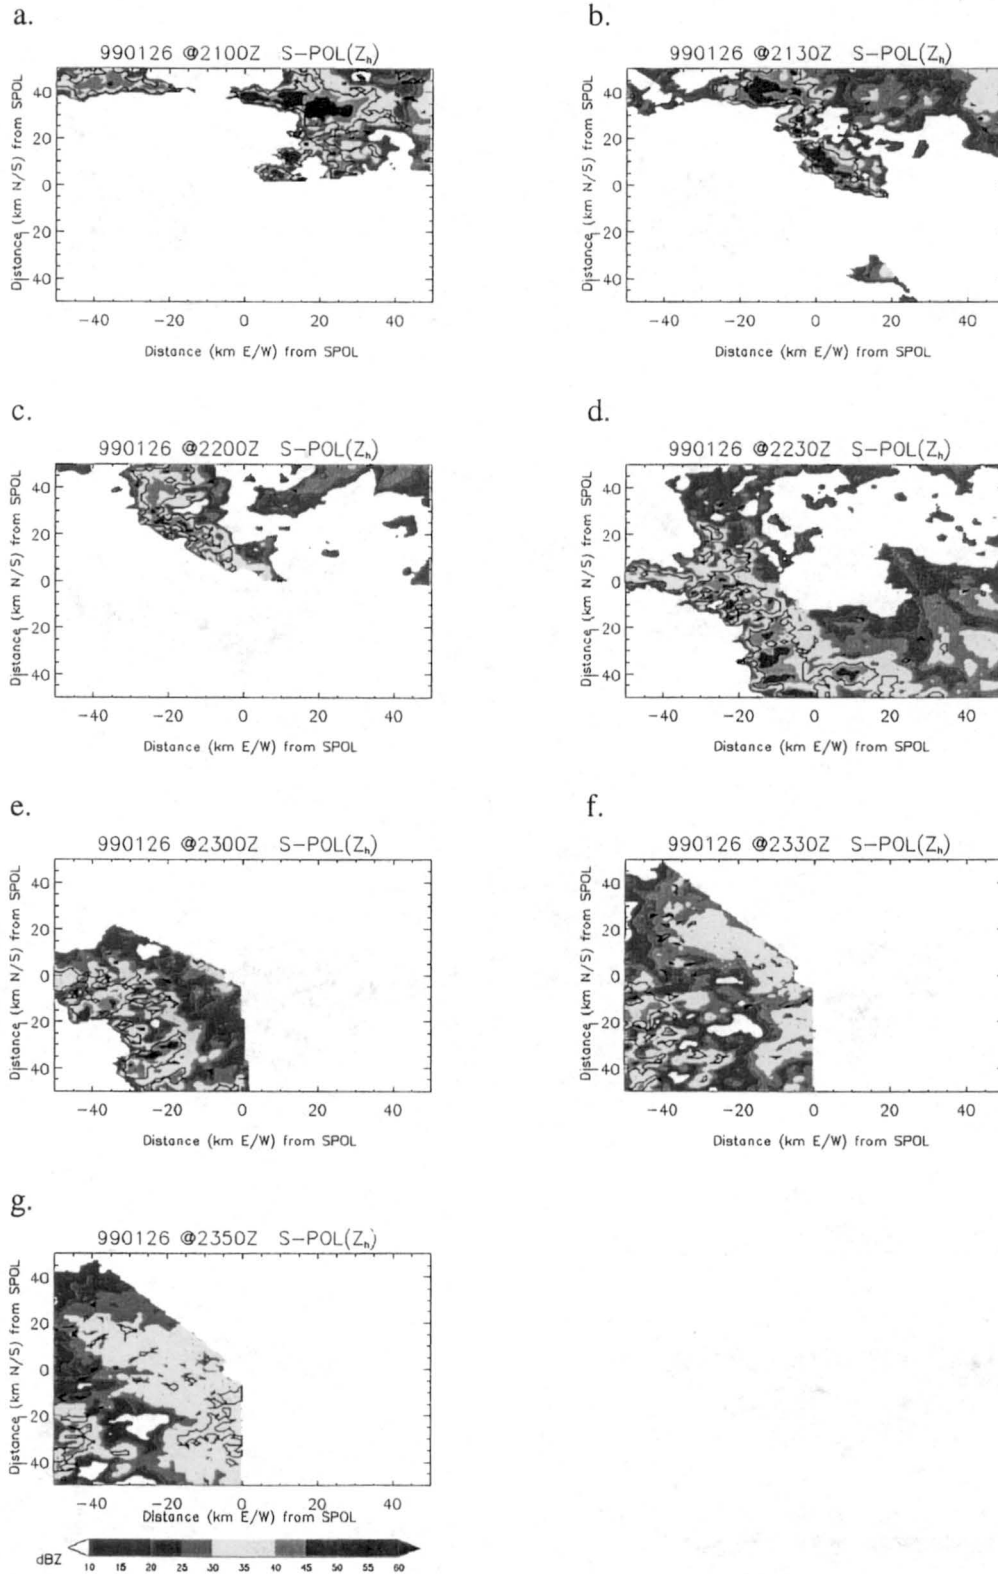 a.
990126 @2100Z S-POL(Zh)
Distance (km N/S) from SPOL
40
20
0
-20
-40
-40 -20 0 20 40
Distance (km E/W) from SPOL
b.
990126 @2130Z S-POL(Zh)
Distance (km N/S) from SPOL
40
20
0
-20
-40
-40 -20 0 20 40
Distance (km E/W) from SPOL
c.
990126 @2200Z S-POL(Zh)
Distance (km N/S) from SPOL
40
20
0
-20
-40
-40 -20 0 20 40
Distance (km E/W) from SPOL
d.
990126 @2230Z S-POL(Zh)
Distance (km N/S) from SPOL
40
20
0
-20
-40
-40 -20 0 20 40
Distance (km E/W) from SPOL
e.
990126 @2300Z S-POL(Zh)
Distance (km N/S) from SPOL
40
20
0
-20
-40
-40 -20 0 20 40
Distance (km E/W) from SPOL
f.
990126 @2330Z S-POL(Zh)
Distance (km N/S) from SPOL
40
20
0
-20
-40
-40 -20 0 20 40
Distance (km E/W) from SPOL
g.
990126 @2350Z S-POL(Zh)
Distance (km N/S) from SPOL
40
20
0
-20
-40
-40 -20 0 20 40
Distance (km E/W) from SPOL
dBZ
10 15 20 25 30 35 40 45 50 55 60